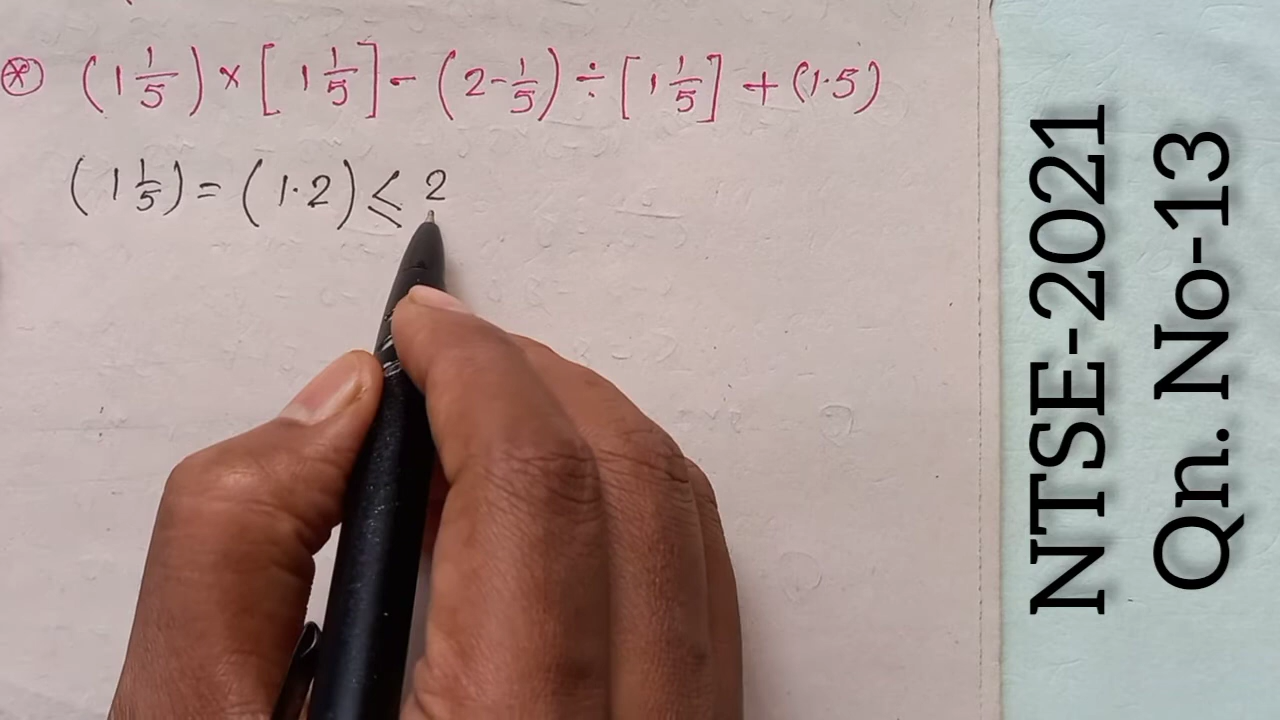 ⊛ (1 1/5) × [1 1/5] - (2 - 1/5) ÷ [1 1/5] + (1.5)
(1 1/5) = (1.2) ≤ 2
NTSE-2021
Qn. No-13